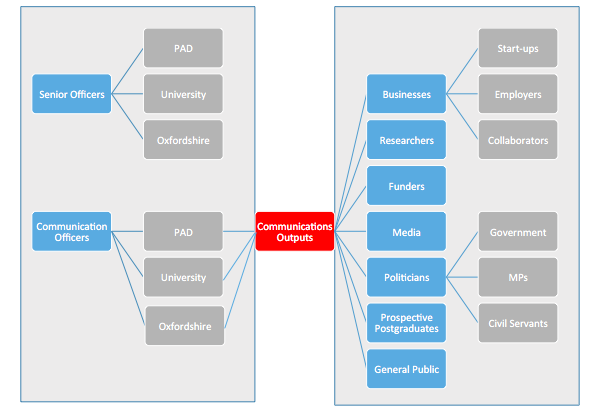 PAD
Senior Officers
University
Oxfordshire
Communication
Officers
PAD
University
Oxfordshire
Communications
Outputs
Businesses
Start-ups
Employers
Collaborators
Researchers
Funders
Media
Politicians
Government
MPs
Civil Servants
Prospective
Postgraduates
General Public